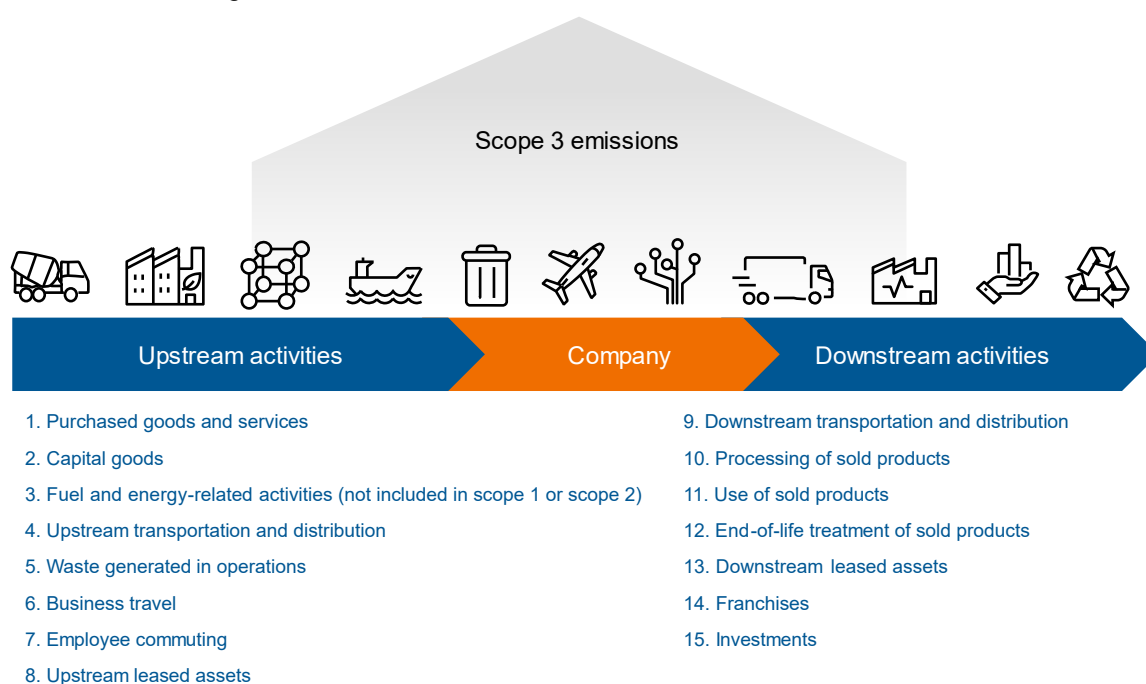 Scope 3 emissions
Upstream activities
Company
Downstream activities
1. Purchased goods and services
2. Capital goods
3. Fuel and energy-related activities (not included in scope 1 or scope 2)
4. Upstream transportation and distribution
5. Waste generated in operations
6. Business travel
7. Employee commuting
8. Upstream leased assets
9. Downstream transportation and distribution
10. Processing of sold products
11. Use of sold products
12. End-of-life treatment of sold products
13. Downstream leased assets
14. Franchises
15. Investments